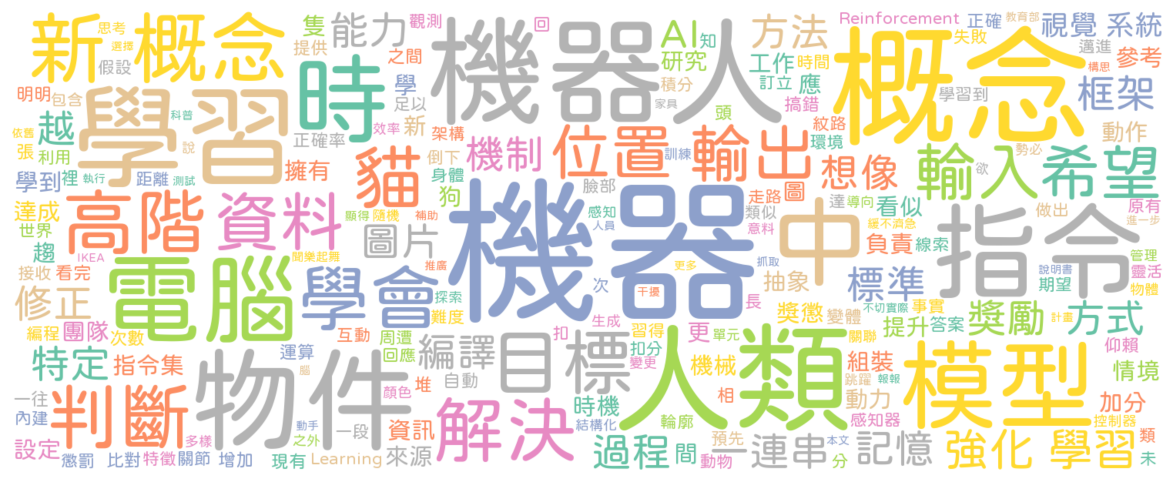 新 概念
思考
選擇
假設
隻
提供
能力
之間
觀測
回
機器人
AI
知
研究
方法
工作
時間
訂立
應
搞錯
Reinforcement
正確
教育部
失敗
視覺
系統
邁進
構思
參考
概念
學習到
框架
明明
包含
學習
科普
時
學
足以
新
正確率
效率
架構
積分
家具
頭
紋路
環境
動作
越
依舊
張
利用
說
裡
執行
學到
距離
測試
擁有
貓
倒下
身體
狗
機制
位置
輸出
訓練
想像
輸入
欲
勢必
希望
達成
世界
趨
高階
資料
顯得
隨機
補助
圖片
臉部
感知
人員
走路
類似
意料
圖
達
導向
看似
緩不濟急
負責
線索
做出
原有
進一步
指令
IKEA
接收
看完
修正
電腦
聞樂起舞
學會
推廣
探索
難度
機器
次
干擾
更多
長
抓取
中
抽象
標準
獎懲
變體
不切實際
事實
提升
答案
獎勵
說明書
期望
計畫
管理
靈活
物體
方式
仰賴
編程
團隊
次數
特定
指令集
運算
腦
互動
周遭
回應
編譯
自動
目標
扣
生成
習得
扣分
變更
更
單元
機械
相
人類
關聯
組裝
跳躍
報報
動力
感知器
模型
情境
加分
控制器
一往
內建
判斷
物件
顏色
堆
資訊
解決
時機
結構化
輪廓
設定
懲罰
比對
多樣
特徵
關節
動手
之外
增加
一段
現有
Learning
來源
過程
間
預先
動物
一連串
本文
分
記憶
強化
學習
類
未